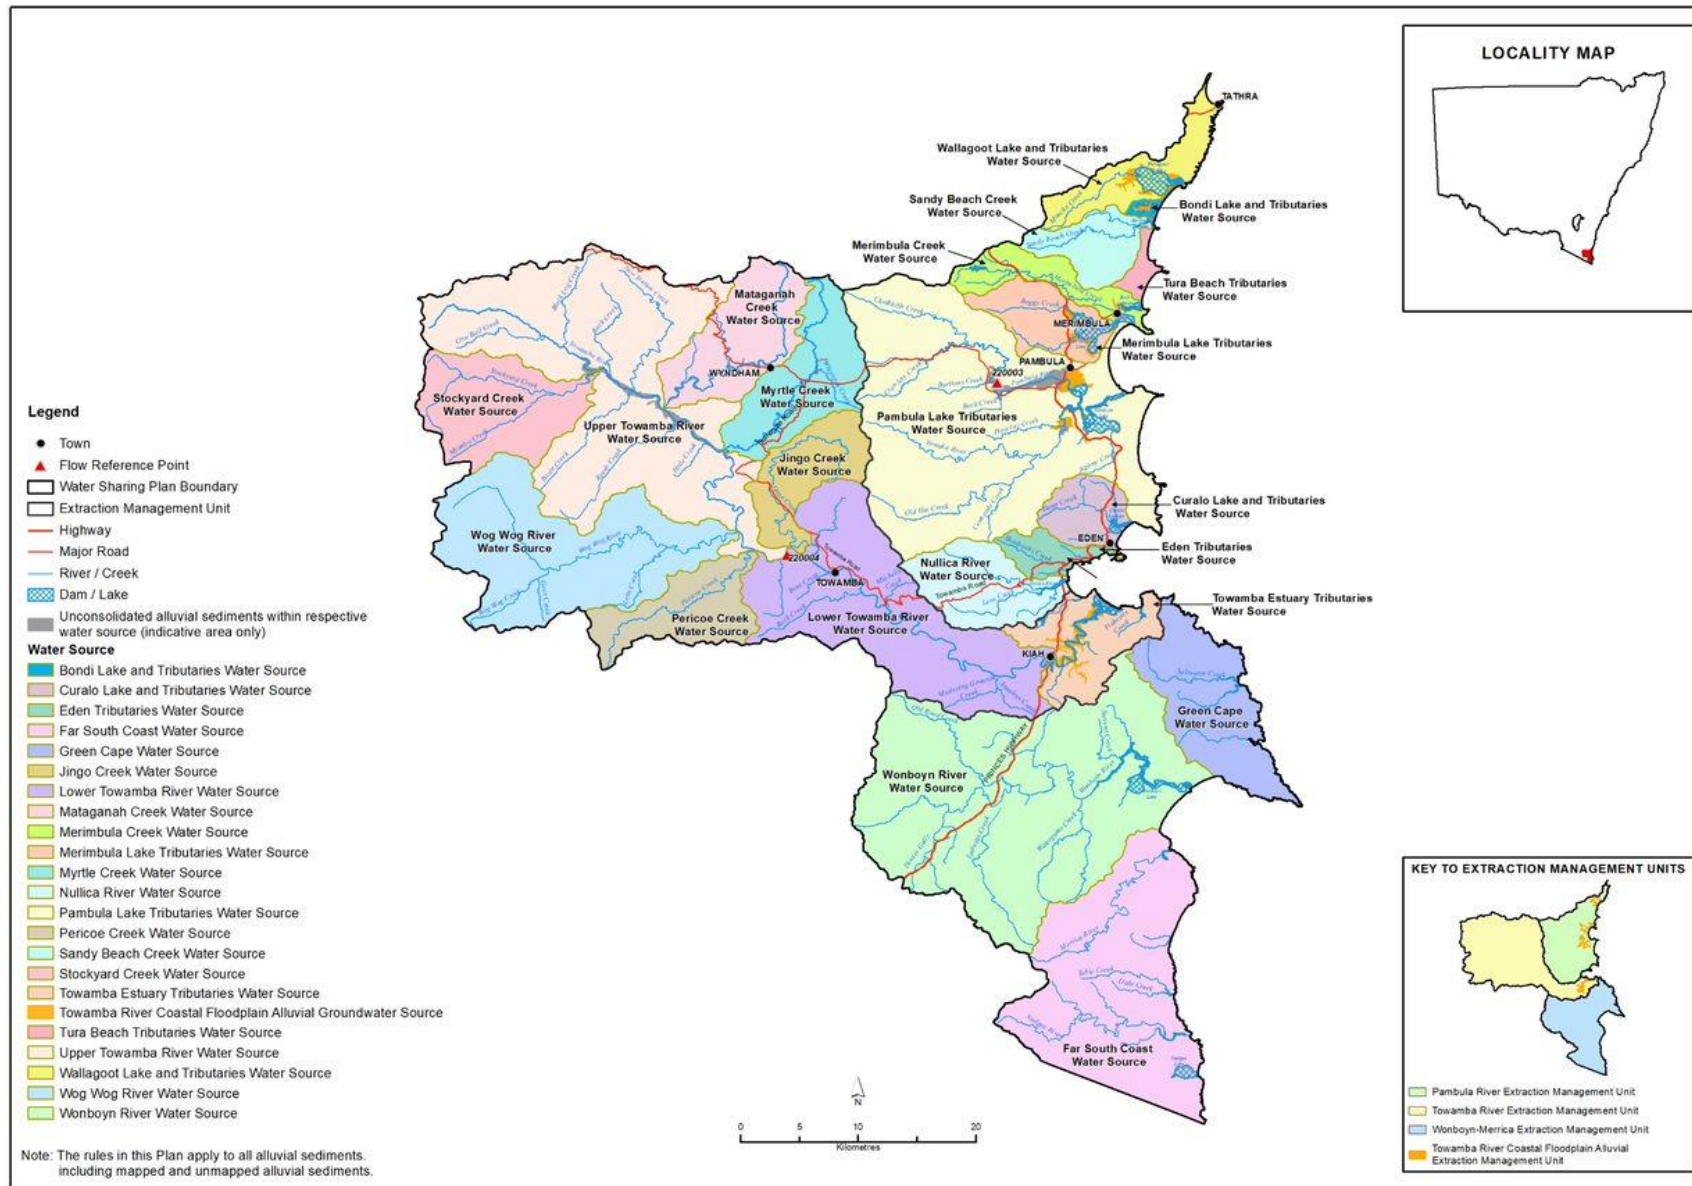 LOCALITY MAP
TATHRA
Wallagoot Lake and Tributaries
Water Source
Sandy Beach Creek
Water Source
Bondi Lake and Tributaries
Water Source
Merimbula Creek
Water Source
Tura Beach Tributaries
Water Source
Mataganah
Creek
Water Source
MERIMBULA
Merimbula Lake Tributaries
Water Source
PAMBULA
220003
WYNDHAM
Myrtle Creek
Water Source
Stockyard Creek
Water Source
Stockyard Creek
Upper Towamba River
Water Source
Pambula Lake Tributaries
Water Source
Jingo Creek
Water Source
Curalo Lake and Tributaries
Water Source
Wog Wog River
Water Source
Wog Wog River
EDEN
Eden Tributaries
Water Source
220004
TOWAMBA
Towamba Road
Nullica River
Water Source
Towamba Road
Towamba Estuary Tributaries
Water Source
Pericoe Creek
Water Source
Lower Towamba River
Water Source
KIAH
Green Cape
Water Source
PRINCES HIGHWAY
Wonboyn River
Water Source
Wonboyn River
Merrica River
Far South Coast
Water Source
Legend
Town
Flow Reference Point
Water Sharing Plan Boundary
Extraction Management Unit
Highway
Major Road
River / Creek
Dam / Lake
Unconsolidated alluvial sediments within respective
water source (indicative area only)
Water Source
Bondi Lake and Tributaries Water Source
Curalo Lake and Tributaries Water Source
Eden Tributaries Water Source
Far South Coast Water Source
Green Cape Water Source
Jingo Creek Water Source
Lower Towamba River Water Source
Mataganah Creek Water Source
Merimbula Creek Water Source
Merimbula Lake Tributaries Water Source
Myrtle Creek Water Source
Nullica River Water Source
Pambula Lake Tributaries Water Source
Pericoe Creek Water Source
Sandy Beach Creek Water Source
Stockyard Creek Water Source
Towamba Estuary Tributaries Water Source
Towamba River Coastal Floodplain Alluvial Groundwater Source
Tura Beach Tributaries Water Source
Upper Towamba River Water Source
Wallagoot Lake and Tributaries Water Source
Wog Wog River Water Source
Wonboyn River Water Source
Note: The rules in this Plan apply to all alluvial sediments.
including mapped and unmapped alluvial sediments.
N
0 5 10 20
Kilometres
KEY TO EXTRACTION MANAGEMENT UNITS
Pambula River Extraction Management Unit
Towamba River Extraction Management Unit
Wonboyn-Merrica Extraction Management Unit
Towamba River Coastal Floodplain Alluvial
Extraction Management Unit